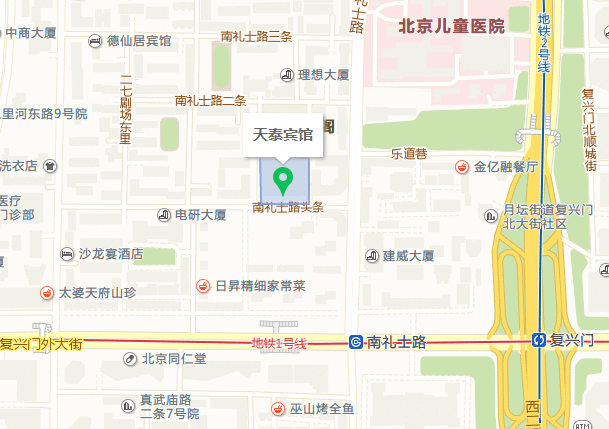 中商大厦
德仙居宾馆
南礼士路三条
南礼士路
北京儿童医院
地铁2号线
理想大厦
二七剧场东里
南礼士路二条
里河东路9号院
复兴门北顺城街
天泰宾馆
阁
乐道巷
洗衣店
金亿融餐厅
医疗
门诊部
电研大厦
南礼士路头条
月坛街道复兴门
北大街社区
沙龙宴酒店
建威大厦
厦
太婆天府山珍
日昇精细家常菜
复兴门外大街
地铁1号线
南礼士路
复兴门
北京同仁堂
真武庙路
二条7号院
巫山烤全鱼
西二
ATM